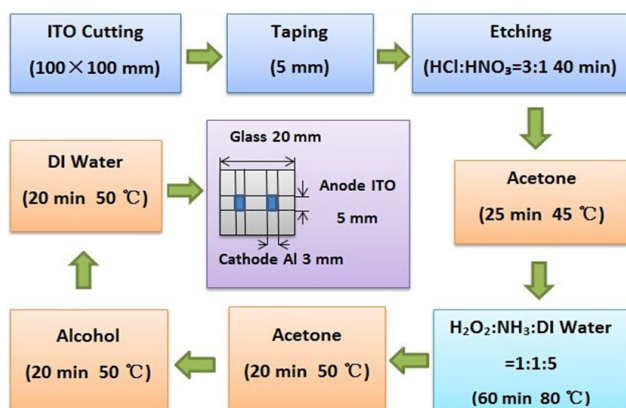 ITO Cutting
(100×100 mm)
Taping
(5 mm)
Etching
(HCl:HNO₃=3:1 40 min)
Acetone
(25 min 45 ℃)
H₂O₂:NH₃:DI Water
=1:1:5
(60 min 80 ℃)
Acetone
(20 min 50 ℃)
Alcohol
(20 min 50 ℃)
DI Water
(20 min 50 ℃)
Glass 20 mm
Anode ITO
5 mm
Cathode Al 3 mm